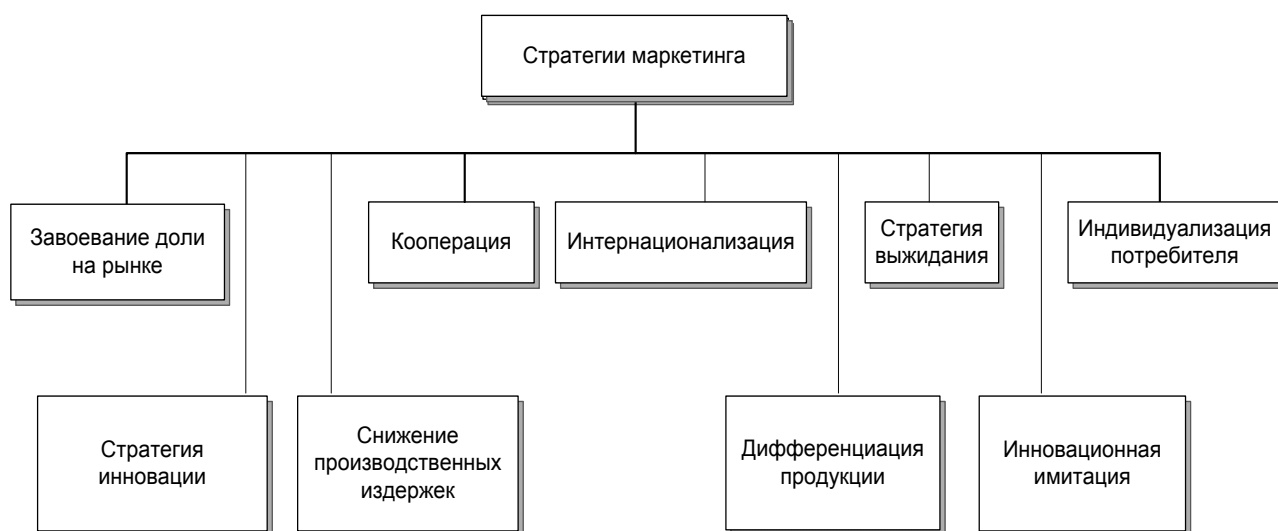 Стратегии маркетинга
Завоевание доли
на рынке
Кооперация
Интернационализация
Стратегия
выжидания
Индивидуализация
потребителя
Стратегия
инновации
Снижение
производственных
издержек
Дифференциация
продукции
Инновационная
имитация